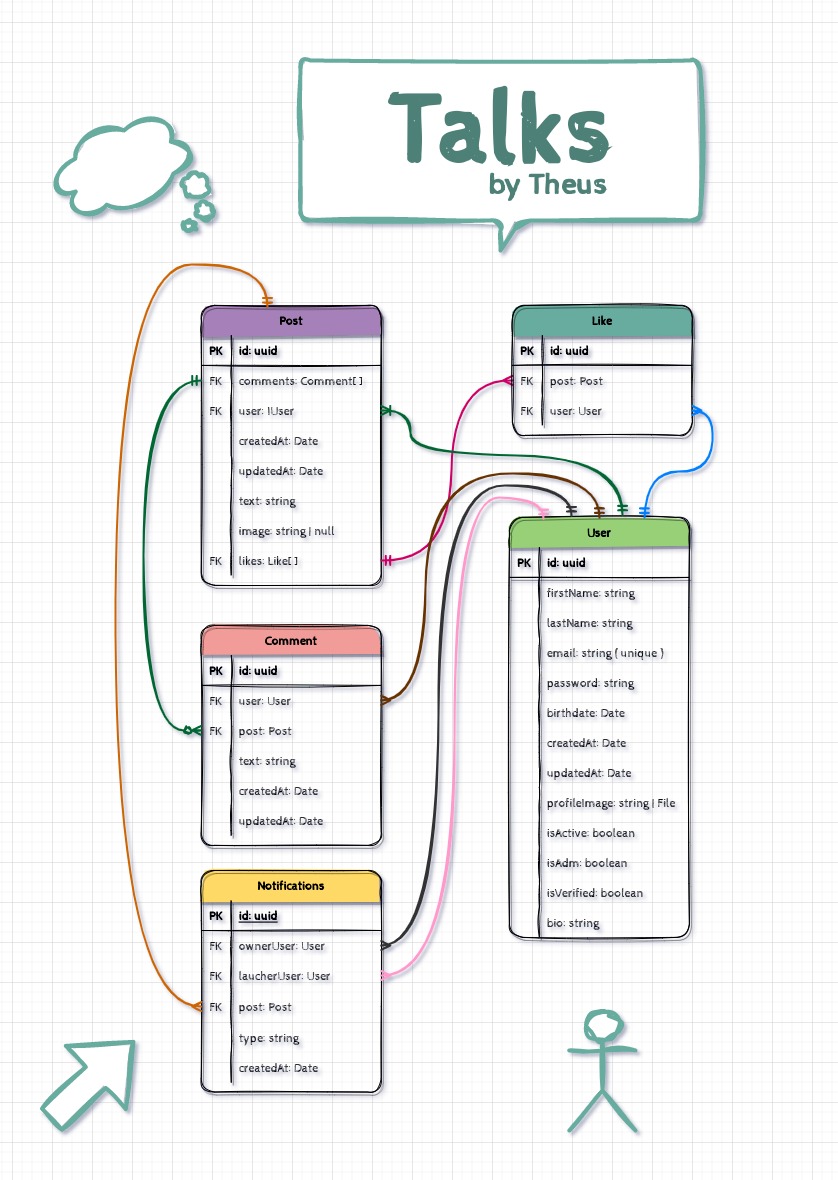 Talks
by Theus
Post
PK id: uuid
FK comments: Comment[ ]
FK user: !User
createdAt: Date
updatedAt: Date
text: string
image: string | null
FK likes: Like[ ]
Like
PK id: uuid
FK post: Post
FK user: User
User
PK id: uuid
firstName: string
lastName: string
email: string { unique }
password: string
birthdate: Date
createdAt: Date
updatedAt: Date
profileImage: string | File
isActive: boolean
isAdm: boolean
isVerified: boolean
bio: string
Comment
PK id: uuid
FK user: User
FK post: Post
text: string
createdAt: Date
updatedAt: Date
Notifications
PK id: uuid
FK ownerUser: User
FK laucherUser: User
FK post: Post
type: string
createdAt: Date